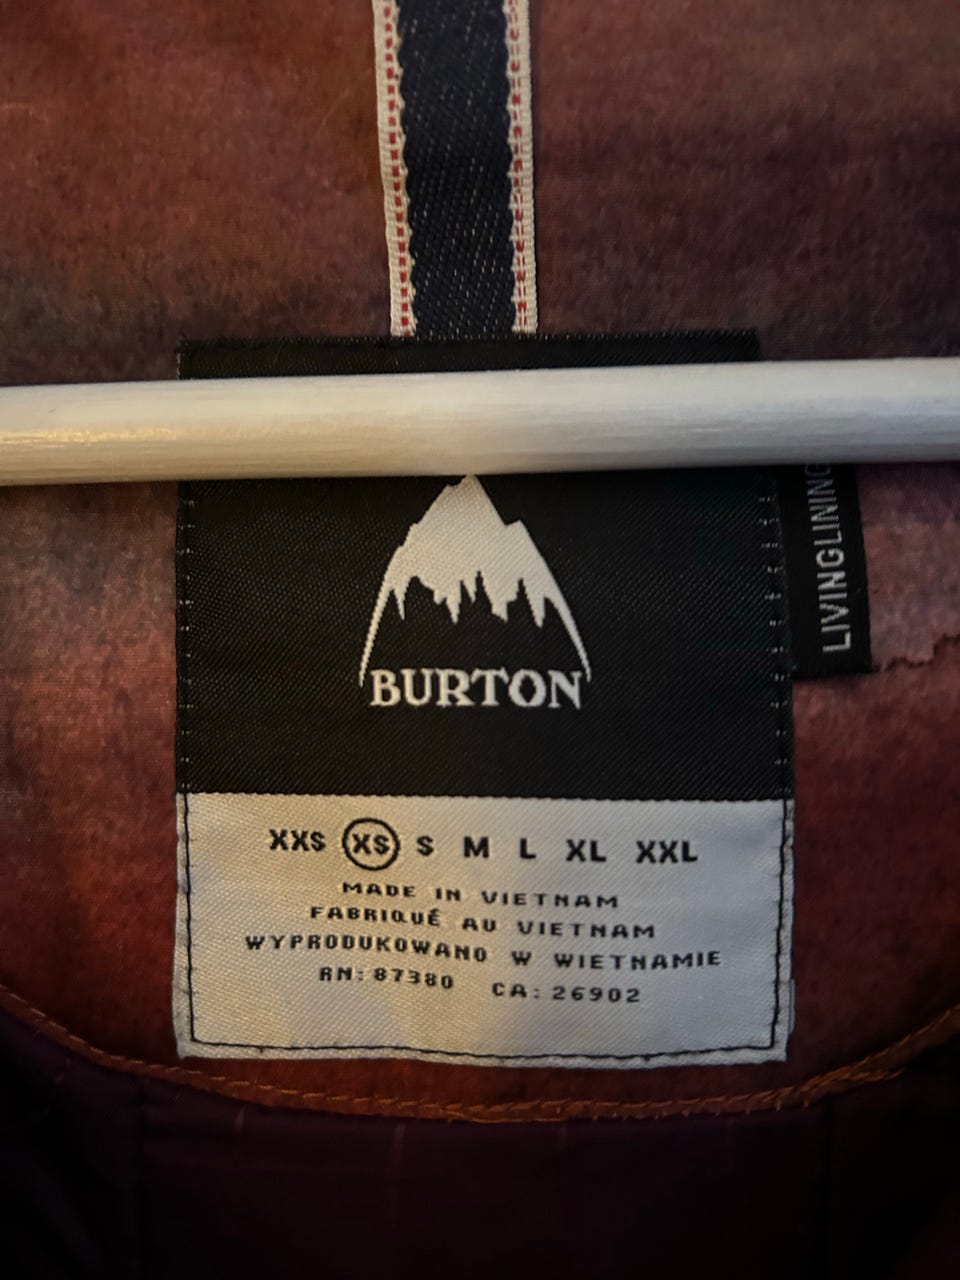 BURTON
LIVINGLINING
XXS XS S M L XL XXL
MADE IN VIETNAM
FABRIQUÉ AU VIETNAM
WYPRODUKOWANO W WIETNAMIE
RN: 87380 CA: 26902